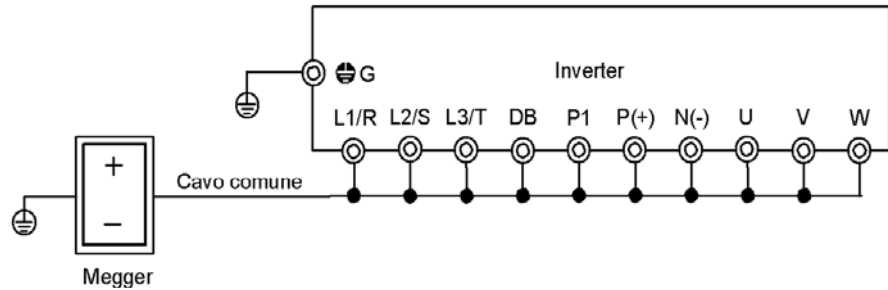 G
Inverter
L1/R L2/S L3/T DB P1 P(+) N(-) U V W
+
Cavo comune
−
Megger